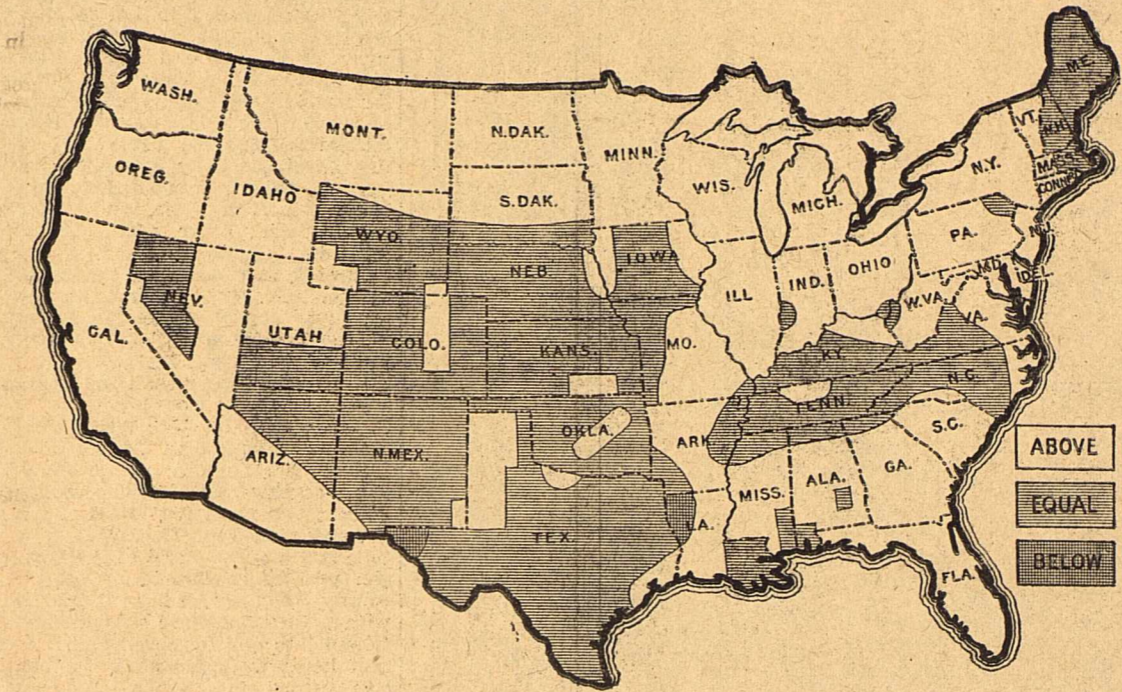 WASH.
OREG.
CAL.
NEV.
IDAHO
MONT.
WYO.
UTAH
COLO.
ARIZ.
N.MEX.
N.DAK.
S.DAK.
NEB.
KANS.
OKLA.
TEX.
MINN.
IOWA
MO.
ARK.
LA.
WIS.
ILL
MICH.
IND.
OHIO
KY.
TENN.
MISS.
ALA.
GA.
FLA.
S.C.
N.C.
VA.
W.VA.
MD.
D
PA.
N.J.
N.Y.
CONN.
MASS.
VT.
N.H.
ME.
ABOVE
EQUAL
BELOW